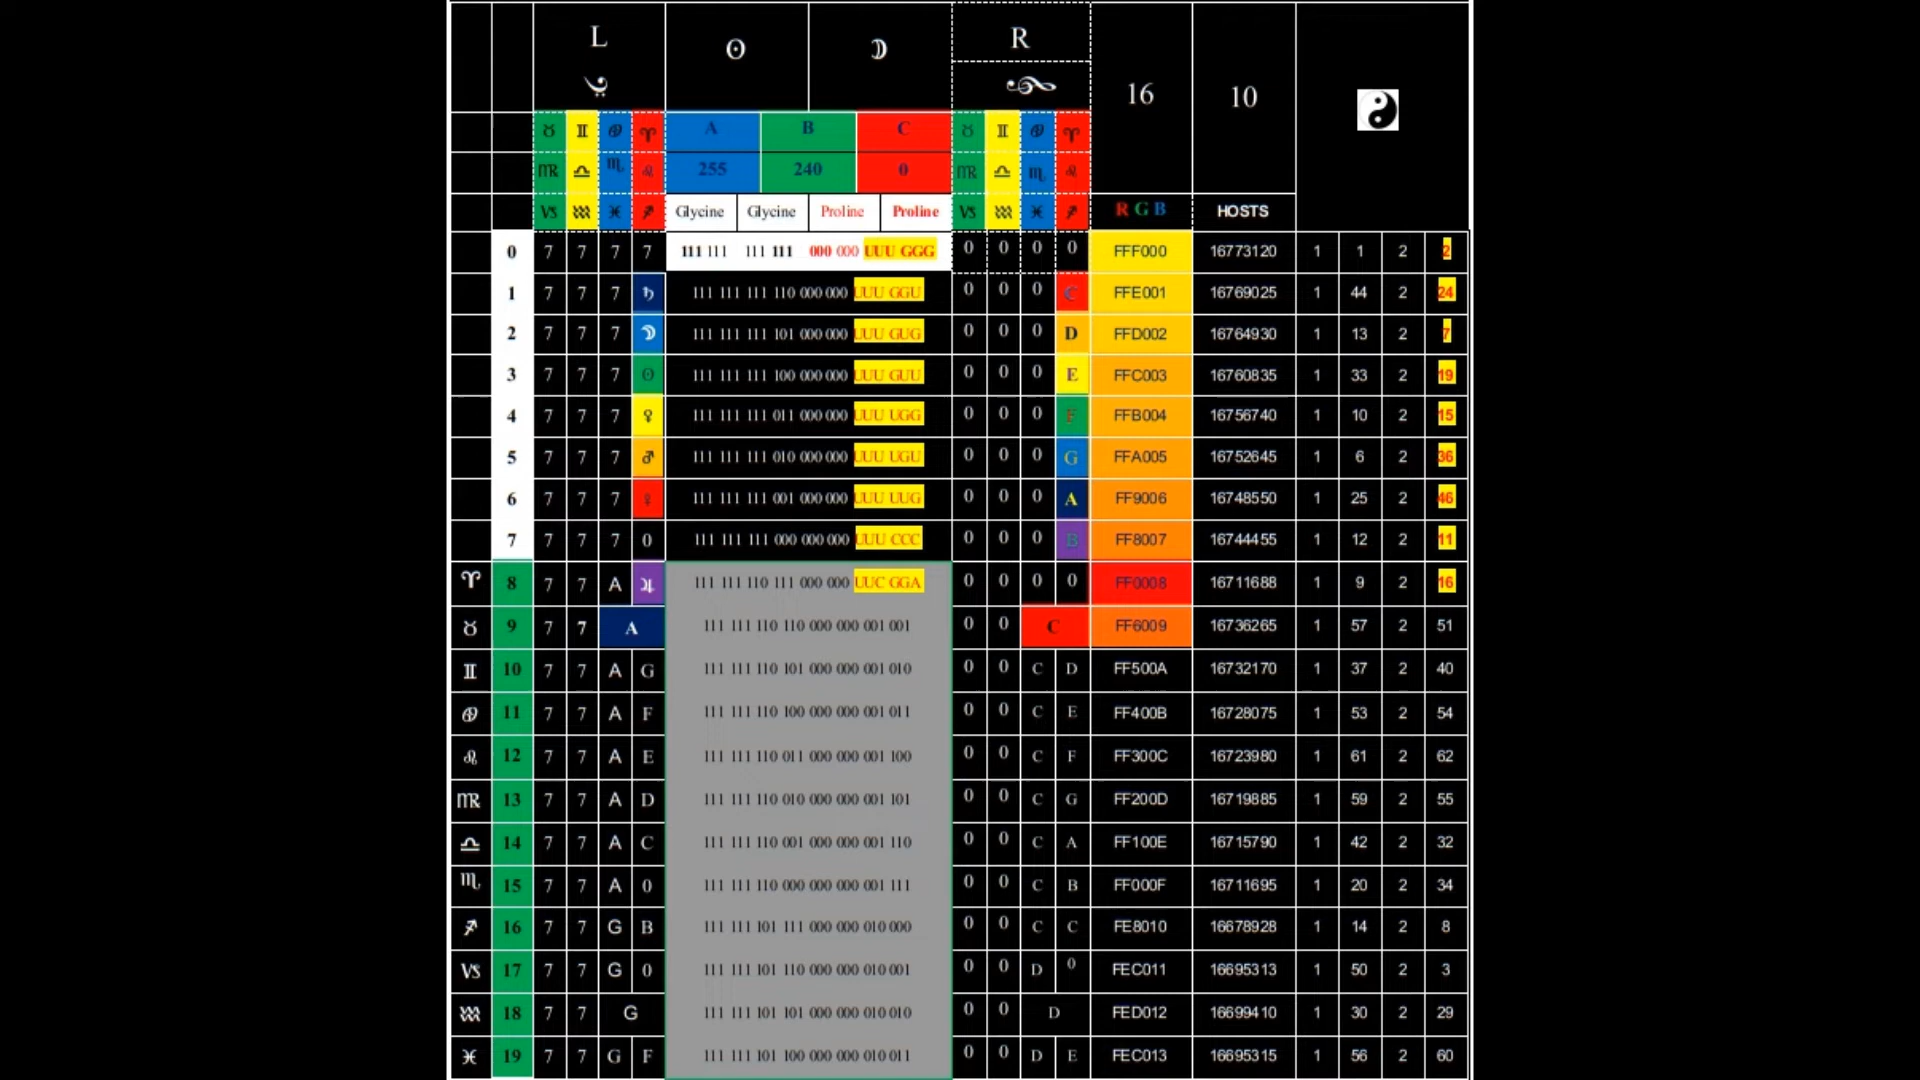 L ʘ ☽ R
16 10 ☯
♉ ♊ ♋ ♈ A B C ♉ ♊ ♋ ♈
♍ ♎ ♏ ♌ 255 240 0 ♍ ♎ ♏ ♌
♑ ♒ ♓ ♐ Glycine Glycine Proline Proline ♑ ♒ ♓ ♐ R G B HOSTS
0 7 7 7 7 111 111 111 111 000 000 UUU GGG 0 0 0 0 FFF000 16773120 1 1 2 2
1 7 7 7 ♄ 111 111 111 110 000 000 UUU GGU 0 0 0 C FFE001 16769025 1 44 2 24
2 7 7 7 ☽ 111 111 111 101 000 000 UUU GUG 0 0 0 D FFD002 16764930 1 13 2 7
3 7 7 7 ʘ 111 111 111 100 000 000 UUU GUU 0 0 0 E FFC003 16760835 1 33 2 19
4 7 7 7 ♀ 111 111 111 011 000 000 UUU UGG 0 0 0 F FFB004 16756740 1 10 2 15
5 7 7 7 ♂ 111 111 111 010 000 000 UUU UGU 0 0 0 G FFA005 16752645 1 6 2 36
6 7 7 7 ♀ 111 111 111 001 000 000 UUU UUG 0 0 0 A FF9006 16748550 1 25 2 46
7 7 7 7 0 111 111 111 000 000 000 UUU CCC 0 0 0 B FF8007 16744455 1 12 2 11
♈ 8 7 7 A ♃ 111 111 110 111 000 000 UUC GGA 0 0 0 0 FF0008 16711688 1 9 2 16
♉ 9 7 7 A 111 111 110 110 000 000 001 001 0 0 C FF6009 16736265 1 57 2 51
♊ 10 7 7 A G 111 111 110 101 000 000 001 010 0 0 C D FF500A 16732170 1 37 2 40
♋ 11 7 7 A F 111 111 110 100 000 000 001 011 0 0 C E FF400B 16728075 1 53 2 54
♌ 12 7 7 A E 111 111 110 011 000 000 001 100 0 0 C F FF300C 16723980 1 61 2 62
♍ 13 7 7 A D 111 111 110 010 000 000 001 101 0 0 C G FF200D 16719885 1 59 2 55
♎ 14 7 7 A C 111 111 110 001 000 000 001 110 0 0 C A FF100E 16715790 1 42 2 32
♏ 15 7 7 A 0 111 111 110 000 000 000 001 111 0 0 C B FF000F 16711695 1 20 2 34
♐ 16 7 7 G B 111 111 101 111 000 000 010 000 0 0 C C FE8010 16678928 1 14 2 8
♑ 17 7 7 G 0 111 111 101 110 000 000 010 001 0 0 D 0 FEC011 16695313 1 50 2 3
♒ 18 7 7 G 111 111 101 101 000 000 010 010 0 0 D FED012 16699410 1 30 2 29
♓ 19 7 7 G F 111 111 101 100 000 000 010 011 0 0 D E FEC013 16695315 1 56 2 60